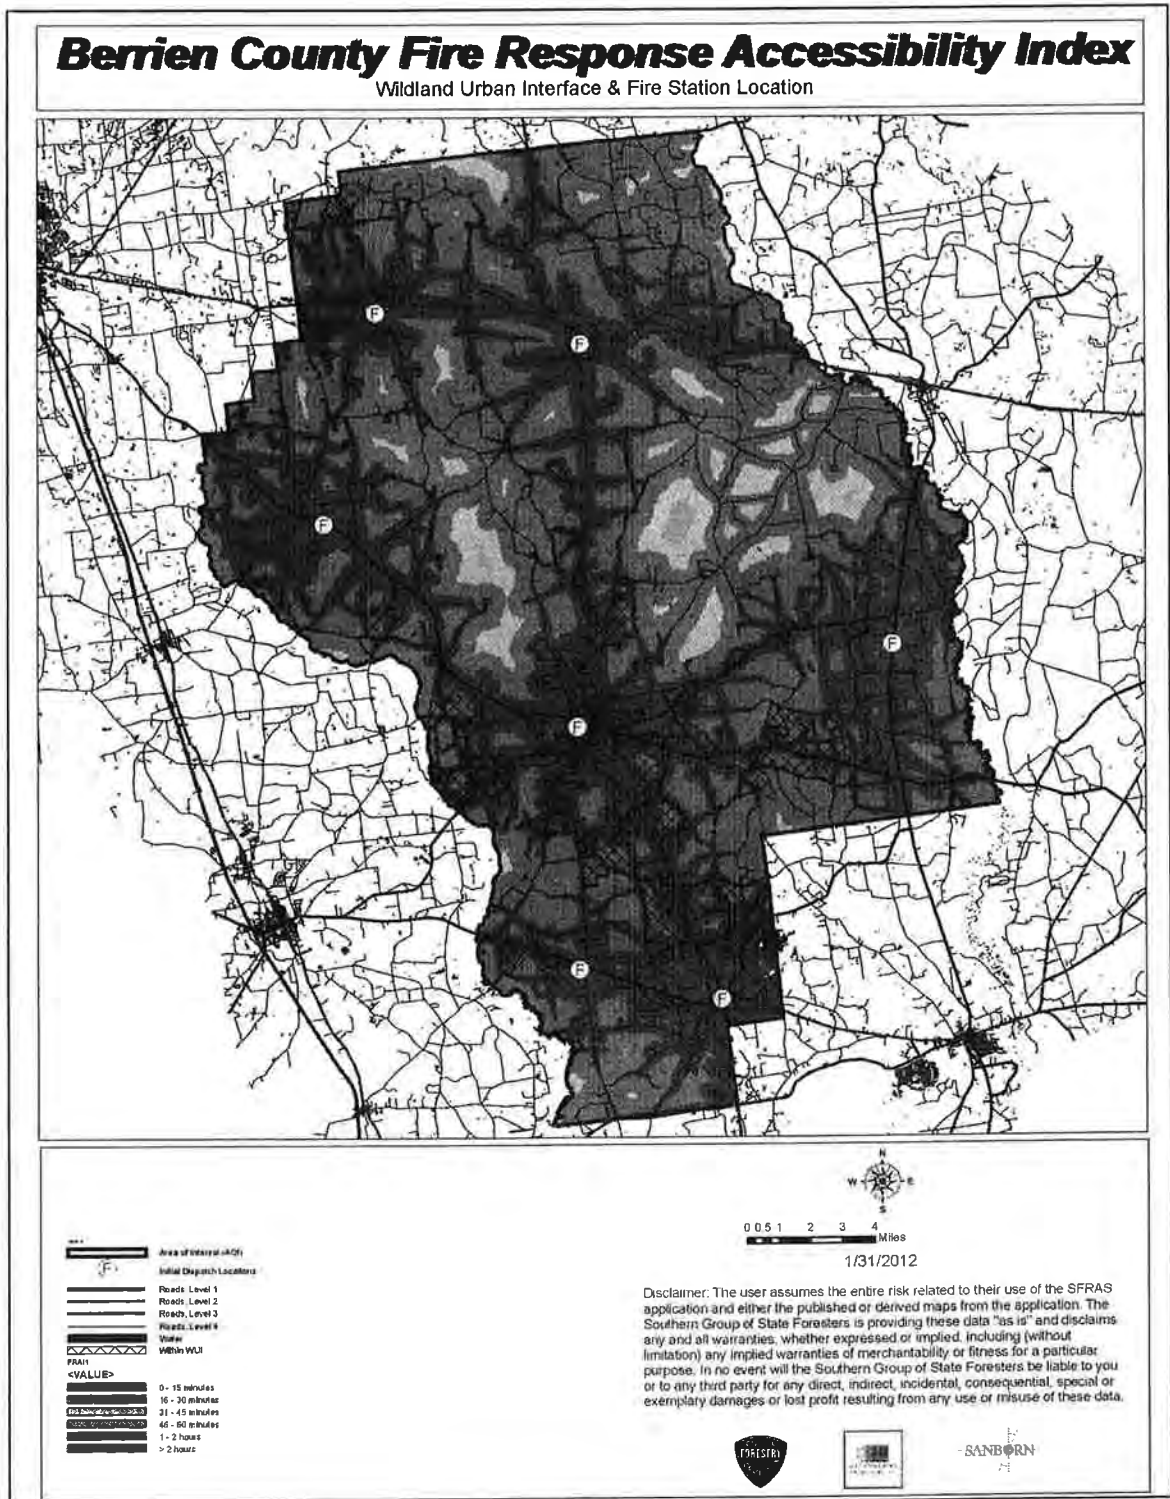 Berrien County Fire Response Accessibility Index
Wildland Urban Interface & Fire Station Location
F
F
F
F
F
F
F
N
W E
S
0 0.5 1 2 3 4
Miles
1/31/2012
Area of Interest (AOI)
F
Initial Dispatch Locations
Roads, Level 1
Roads, Level 2
Roads, Level 3
Roads, Level 4
Water
Within WUI
FRAI1
<VALUE>
0 - 15 minutes
16 - 30 minutes
31 - 45 minutes
46 - 60 minutes
1 - 2 hours
> 2 hours
Disclaimer: The user assumes the entire risk related to their use of the SFRAS
application and either the published or derived maps from the application. The
Southern Group of State Foresters is providing these data "as is" and disclaims
any and all warranties, whether expressed or implied, including (without
limitation) any implied warranties of merchantability or fitness for a particular
purpose. In no event will the Southern Group of State Foresters be liable to you
or to any third party for any direct, indirect, incidental, consequential, special or
exemplary damages or lost profit resulting from any use or misuse of these data.
FORESTRY
SANBORN